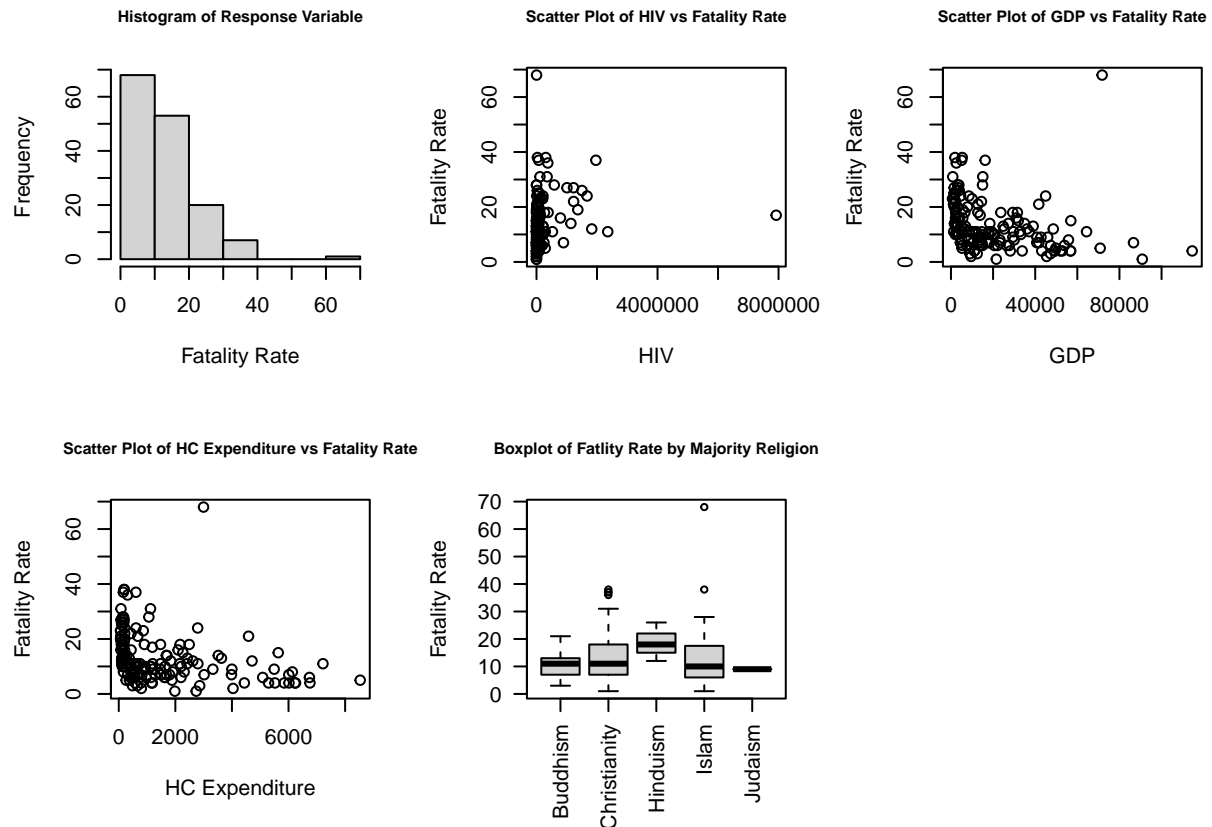 Histogram of Response Variable
Frequency
0 20 40 60
0 20 40 60
Fatality Rate
Scatter Plot of HIV vs Fatality Rate
Fatality Rate
0 20 40 60
0 4000000 8000000
HIV
Scatter Plot of GDP vs Fatality Rate
Fatality Rate
0 20 40 60
0 40000 80000
GDP
Scatter Plot of HC Expenditure vs Fatality Rate
Fatality Rate
0 20 40 60
0 2000 6000
HC Expenditure
Boxplot of Fatlity Rate by Majority Religion
Fatality Rate
0 10 20 30 40 50 60 70
Buddhism
Christianity
Hinduism
Islam
Judaism